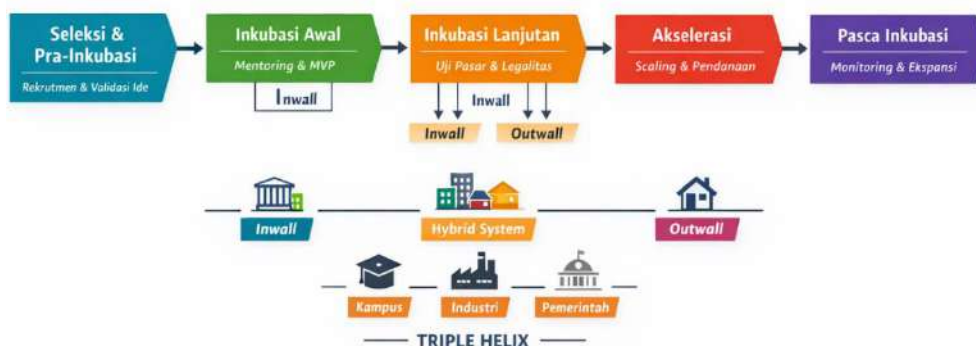 Seleksi &
Pra-Inkubasi
Rekrutmen & Validasi Ide
Inkubasi Awal
Mentoring & MVP
Inwall
Inkubasi Lanjutan
Uji Pasar & Legalitas
Inwall
Inwall
Outwall
Akselerasi
Scaling & Pendanaan
Pasca Inkubasi
Monitoring & Ekspansi
Inwall
Hybrid System
Outwall
Kampus
Industri
Pemerintah
TRIPLE HELIX